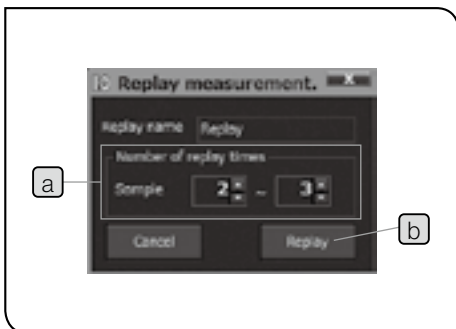 Replay measurement. X
Replay name Replay
Number of replay times
a
Sample 2 ~ 3
b
Cancel Replay